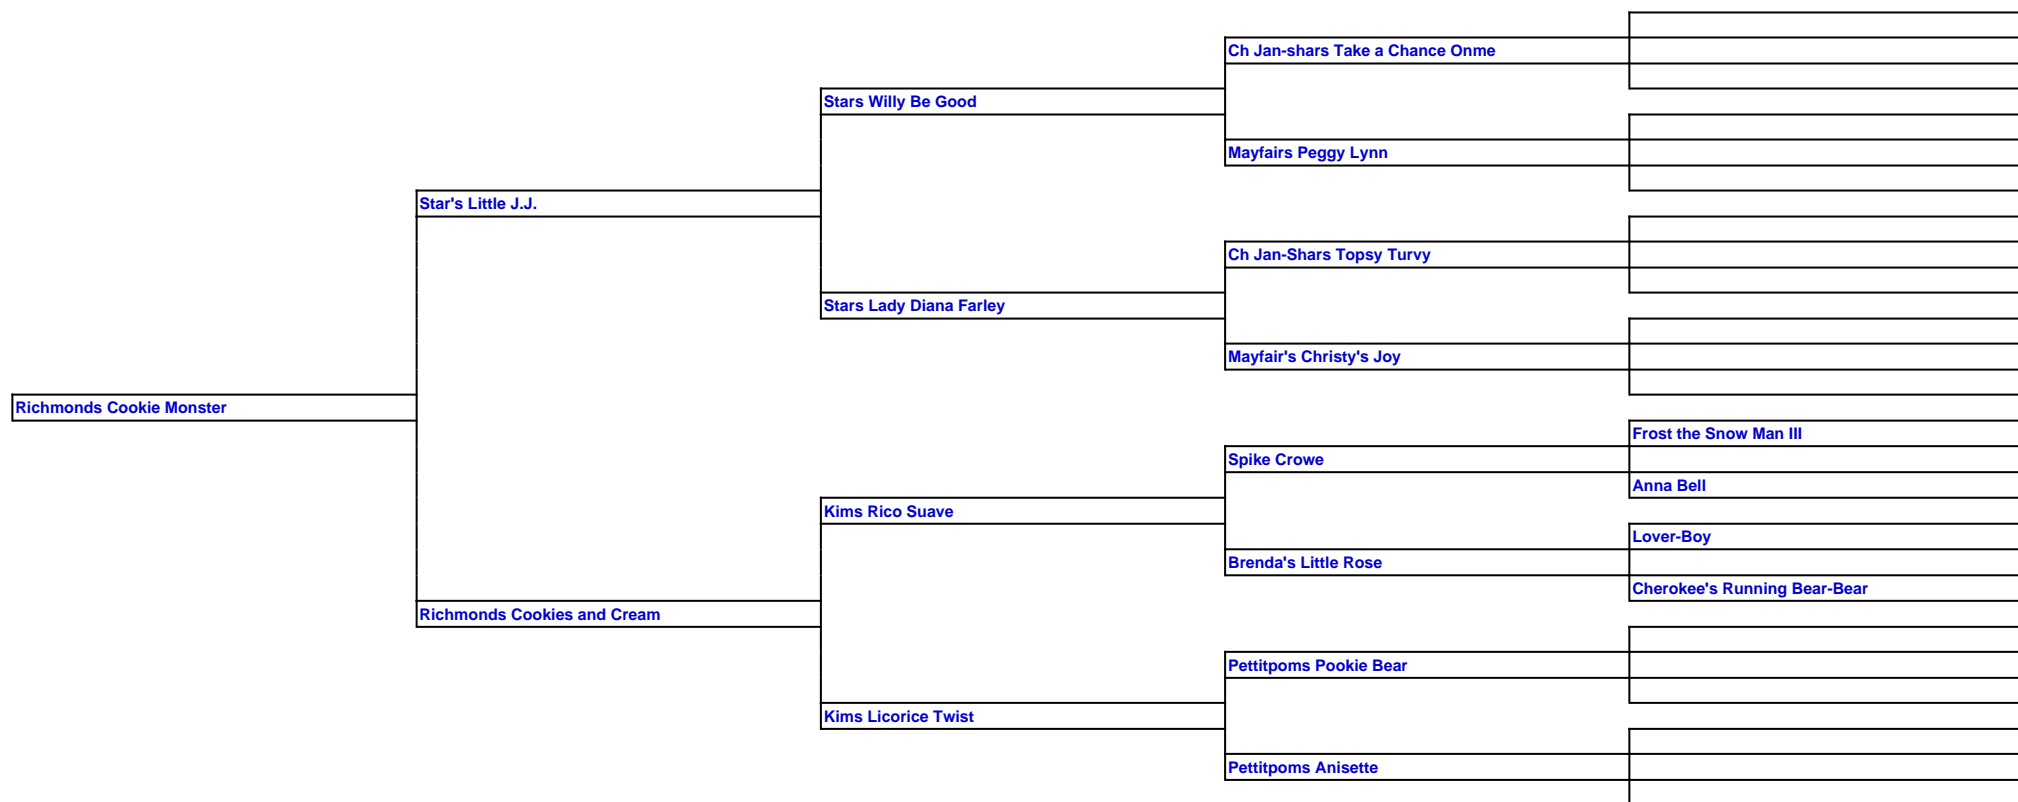 Ch Jan-shars Take a Chance Onme
Stars Willy Be Good
Mayfairs Peggy Lynn
Star's Little J.J.
Ch Jan-Shars Topsy Turvy
Stars Lady Diana Farley
Mayfair's Christy's Joy
Richmonds Cookie Monster
Frost the Snow Man III
Spike Crowe
Anna Bell
Kims Rico Suave
Lover-Boy
Brenda's Little Rose
Cherokee's Running Bear-Bear
Richmonds Cookies and Cream
Pettitpoms Pookie Bear
Kims Licorice Twist
Pettitpoms Anisette